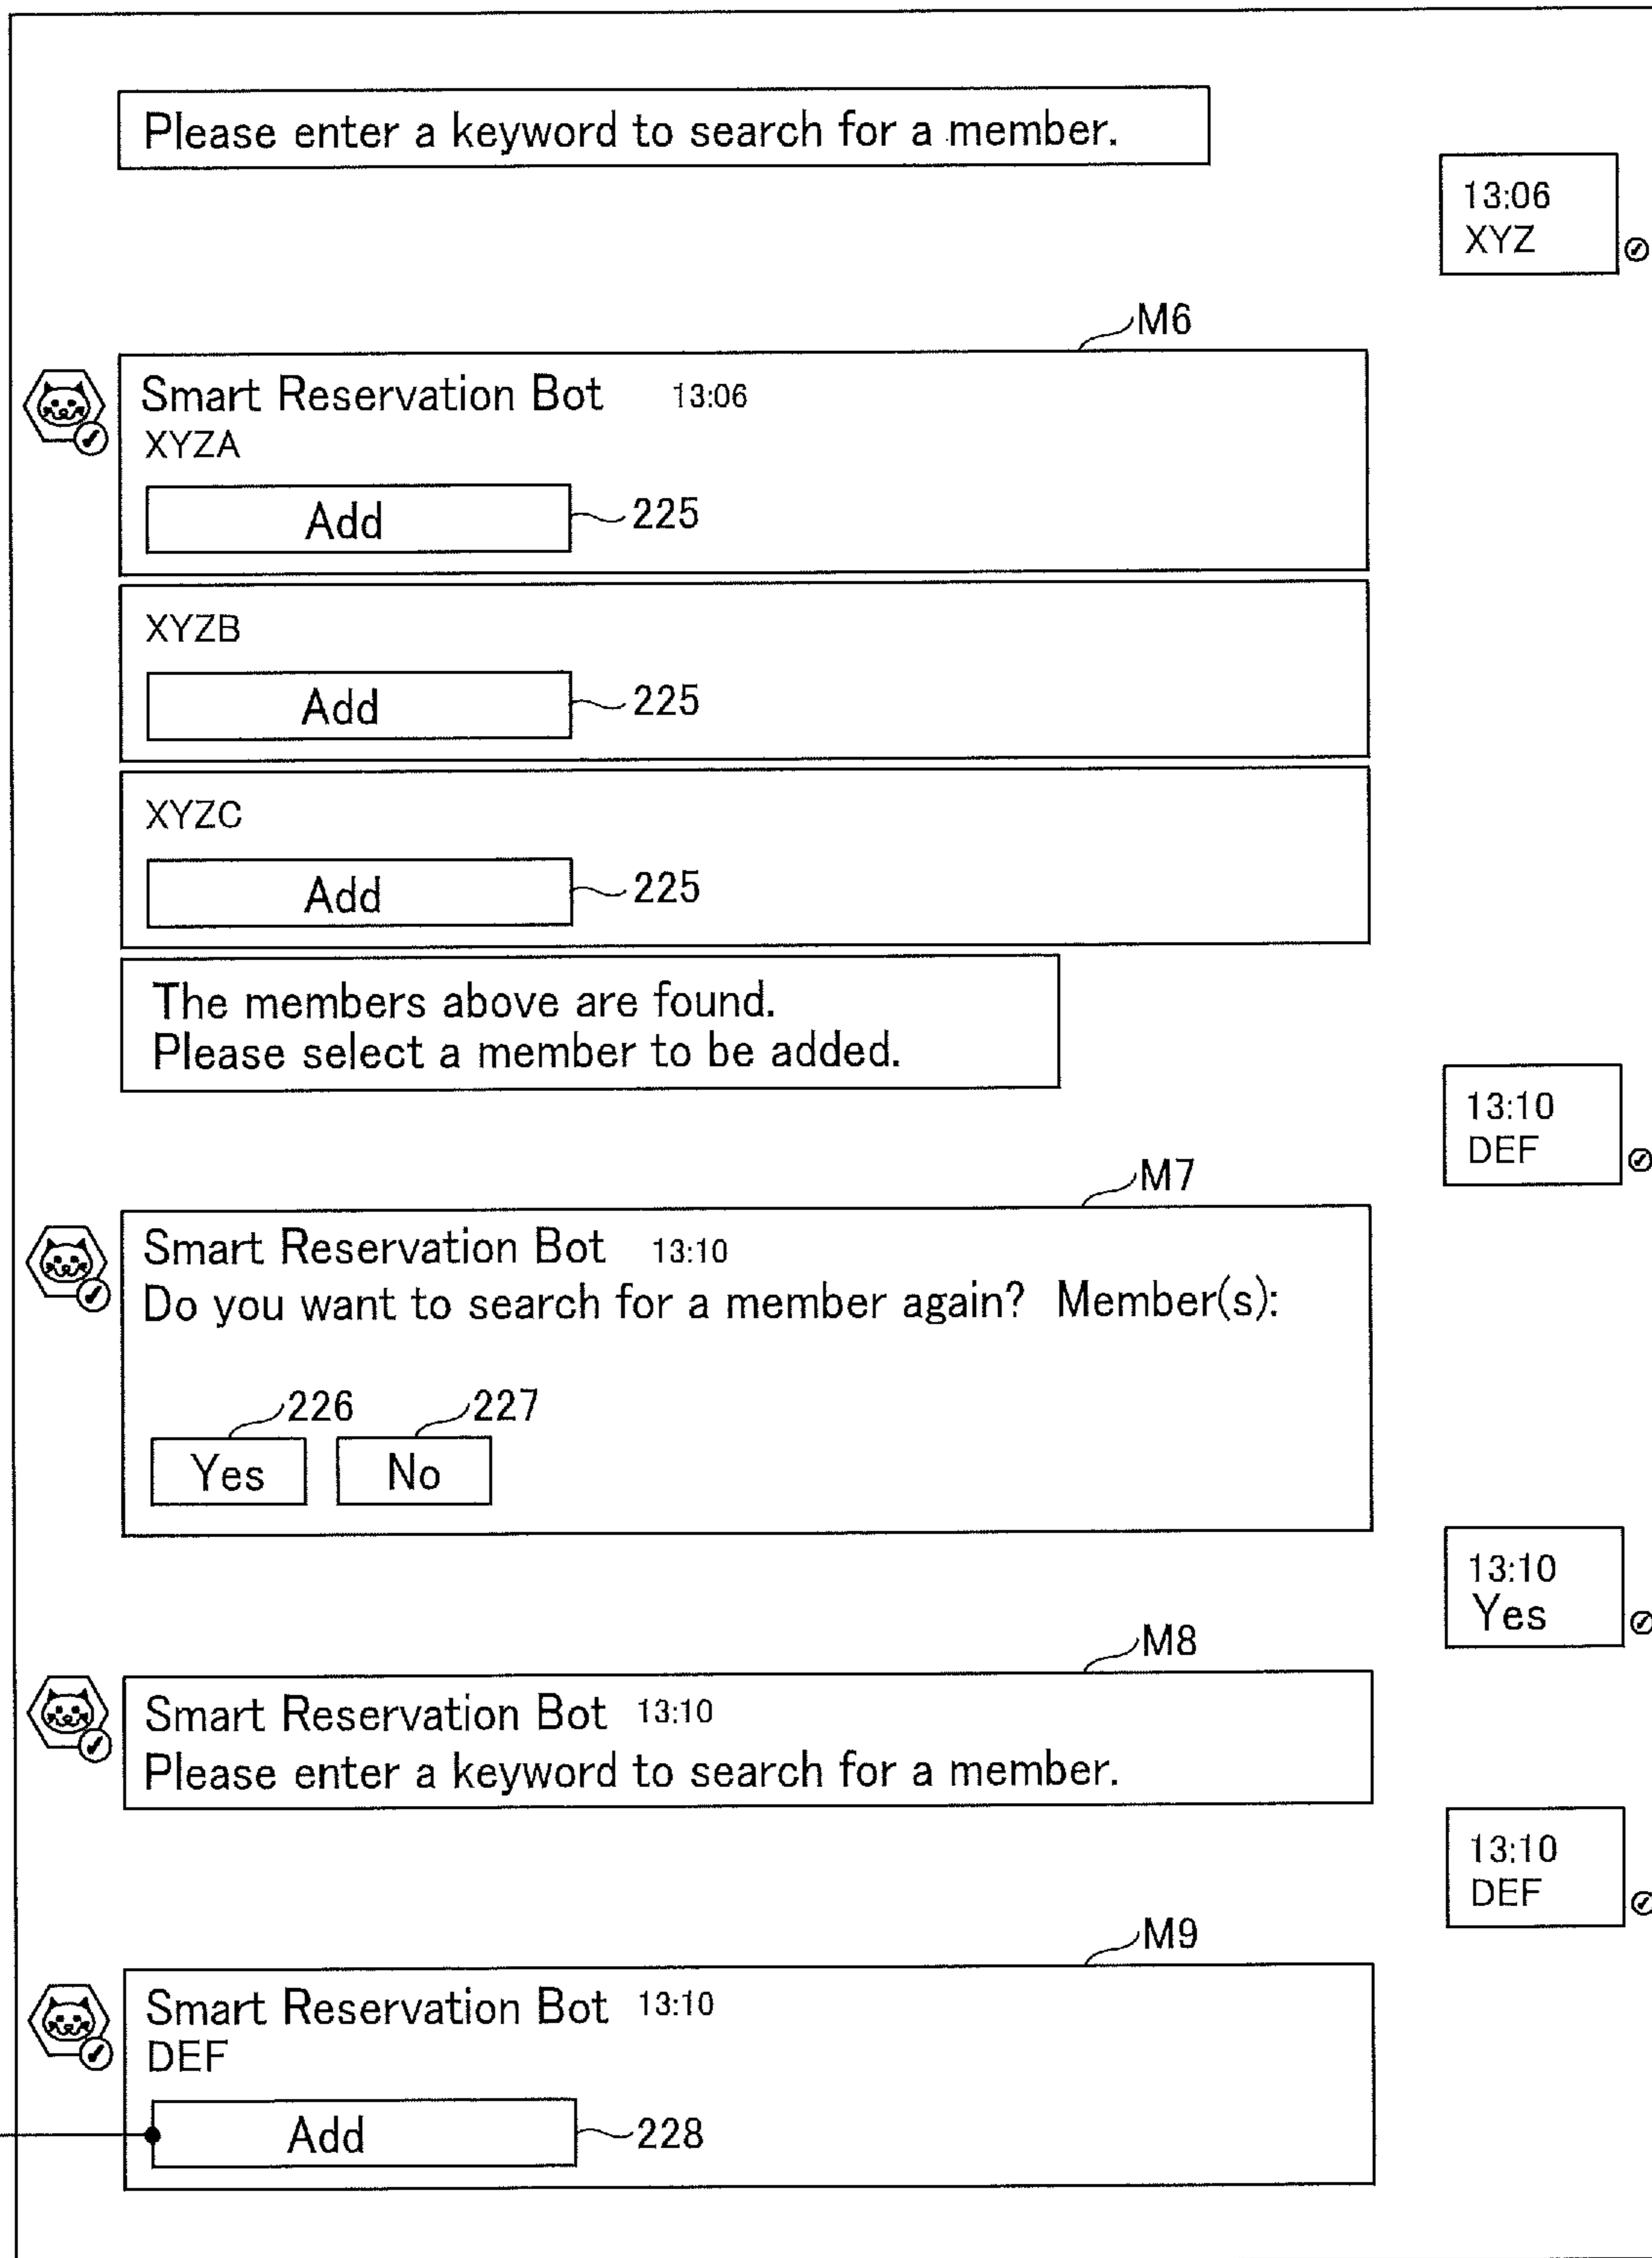 Please enter a keyword to search for a member.
13:06
XYZ
M6
Smart Reservation Bot 13:06
XYZA
Add 225
XYZB
Add 225
XYZC
Add 225
The members above are found.
Please select a member to be added.
13:10
DEF
M7
Smart Reservation Bot 13:10
Do you want to search for a member again? Member(s):
226 227
Yes No
13:10
Yes
M8
Smart Reservation Bot 13:10
Please enter a keyword to search for a member.
13:10
DEF
M9
Smart Reservation Bot 13:10
DEF
Add 228